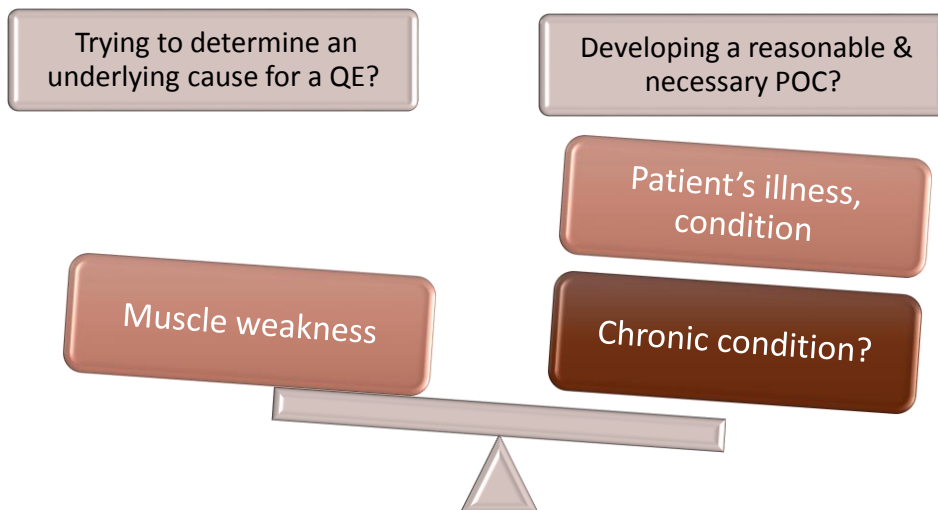 Trying to determine an
underlying cause for a QE?
Developing a reasonable &
necessary POC?
Patient’s illness,
condition
Muscle weakness
Chronic condition?